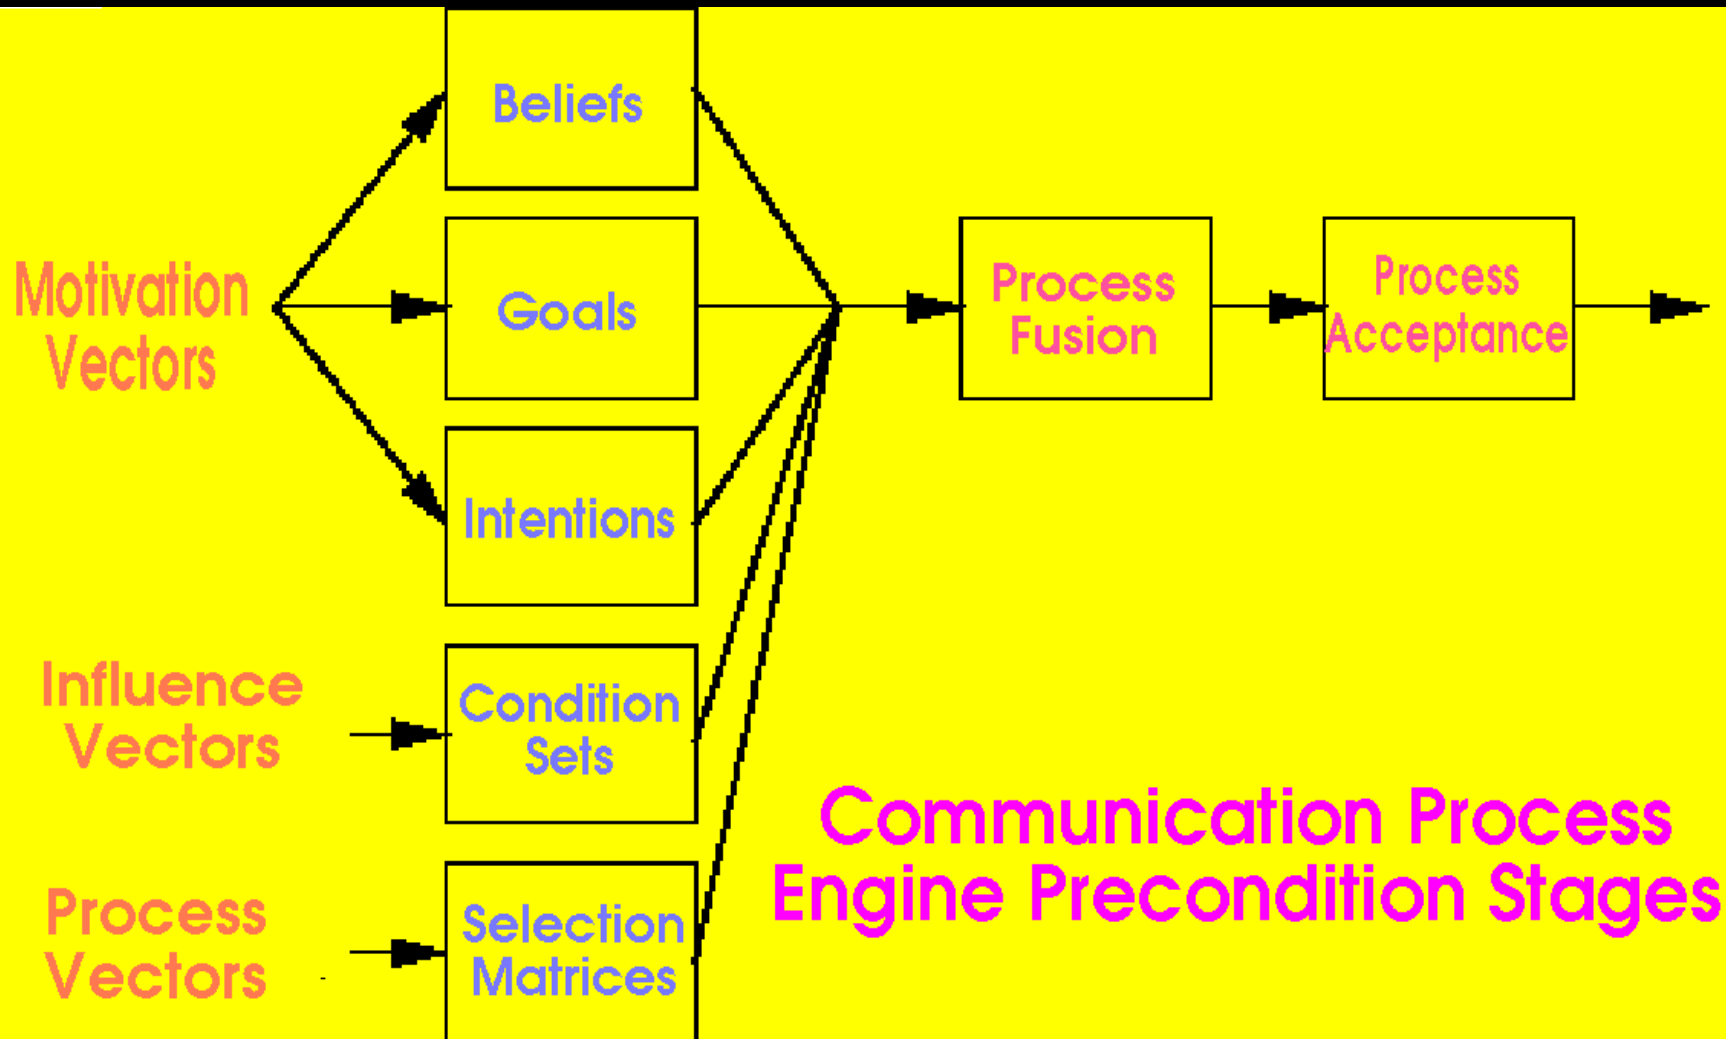 Beliefs
Motivation
Vectors
Goals
Intentions
Process
Fusion
Process
Acceptance
Influence
Vectors
Condition
Sets
Process
Vectors
Selection
Matrices
Communication Process
Engine Precondition Stages